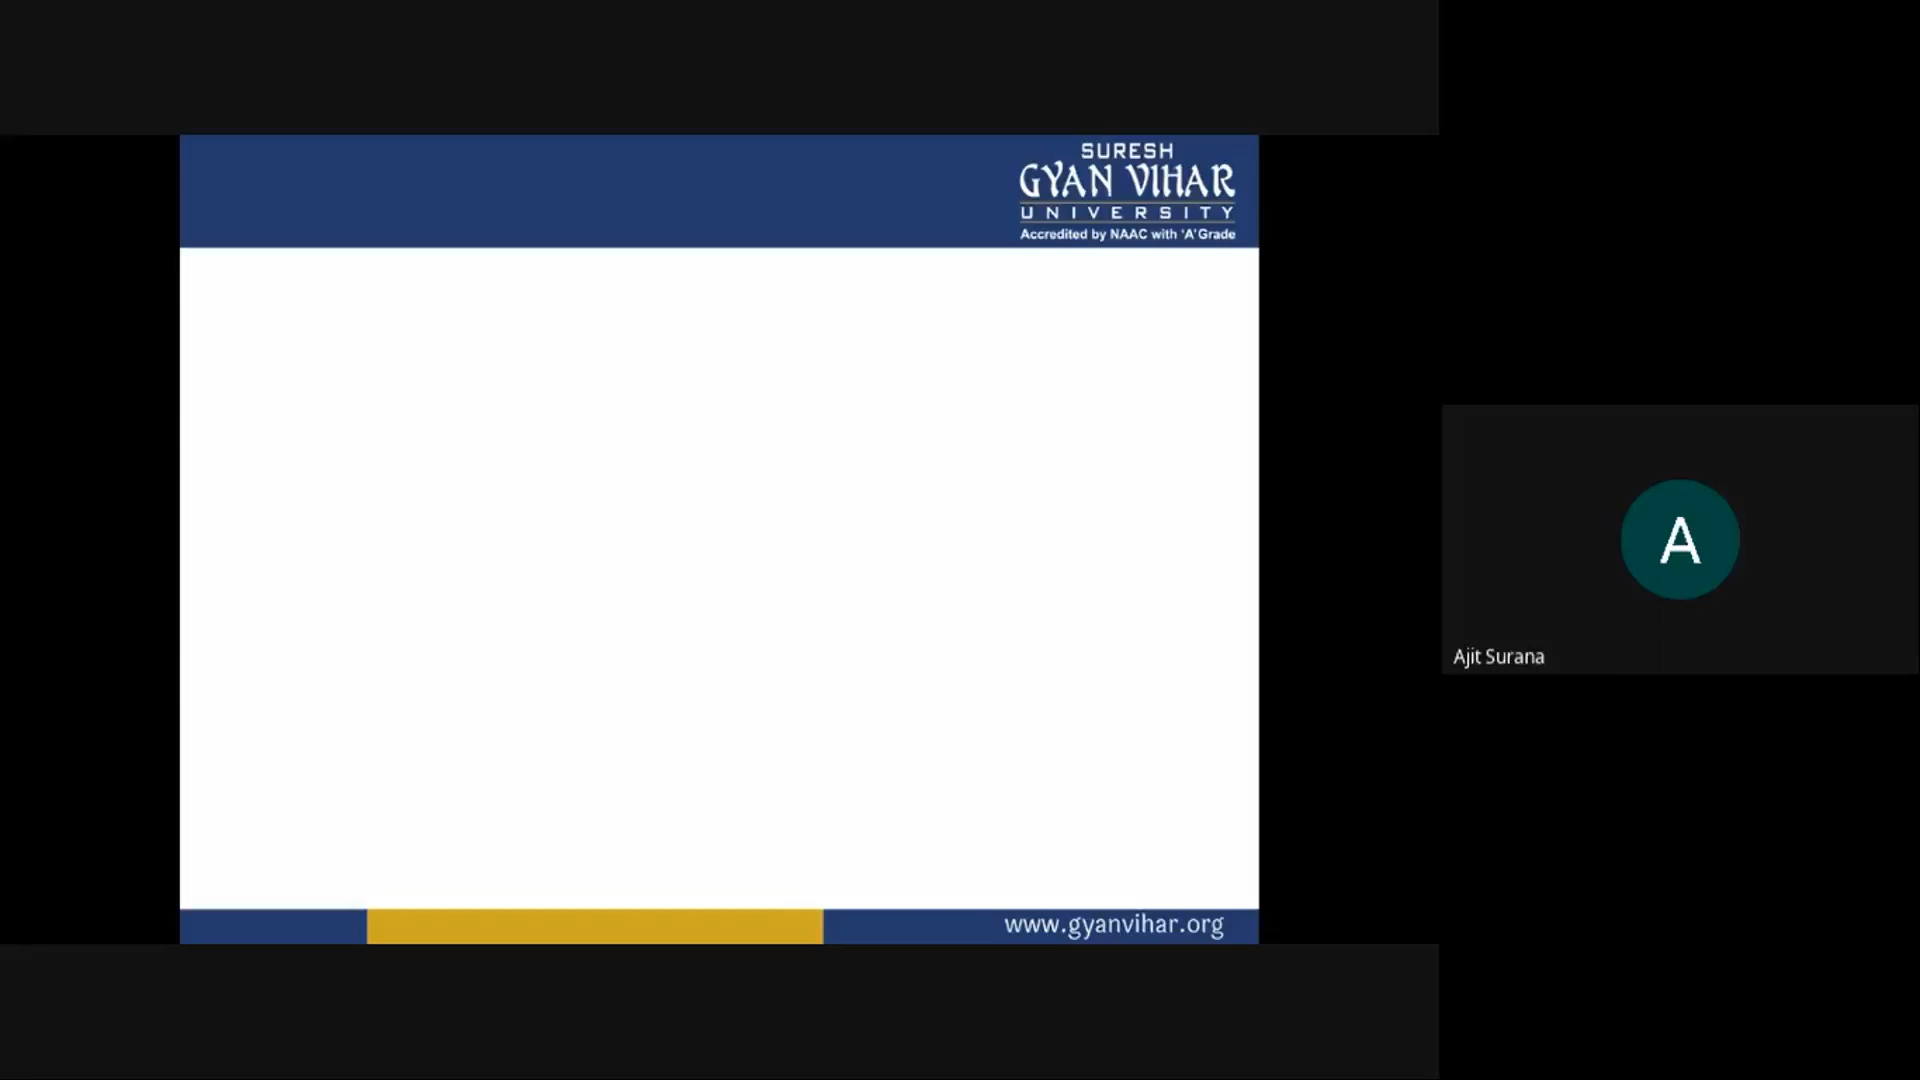 SURESH
GYAN VIHAR
UNIVERSITY
Accredited by NAAC with 'A' Grade
A
Ajit Surana
www.gyanvihar.org